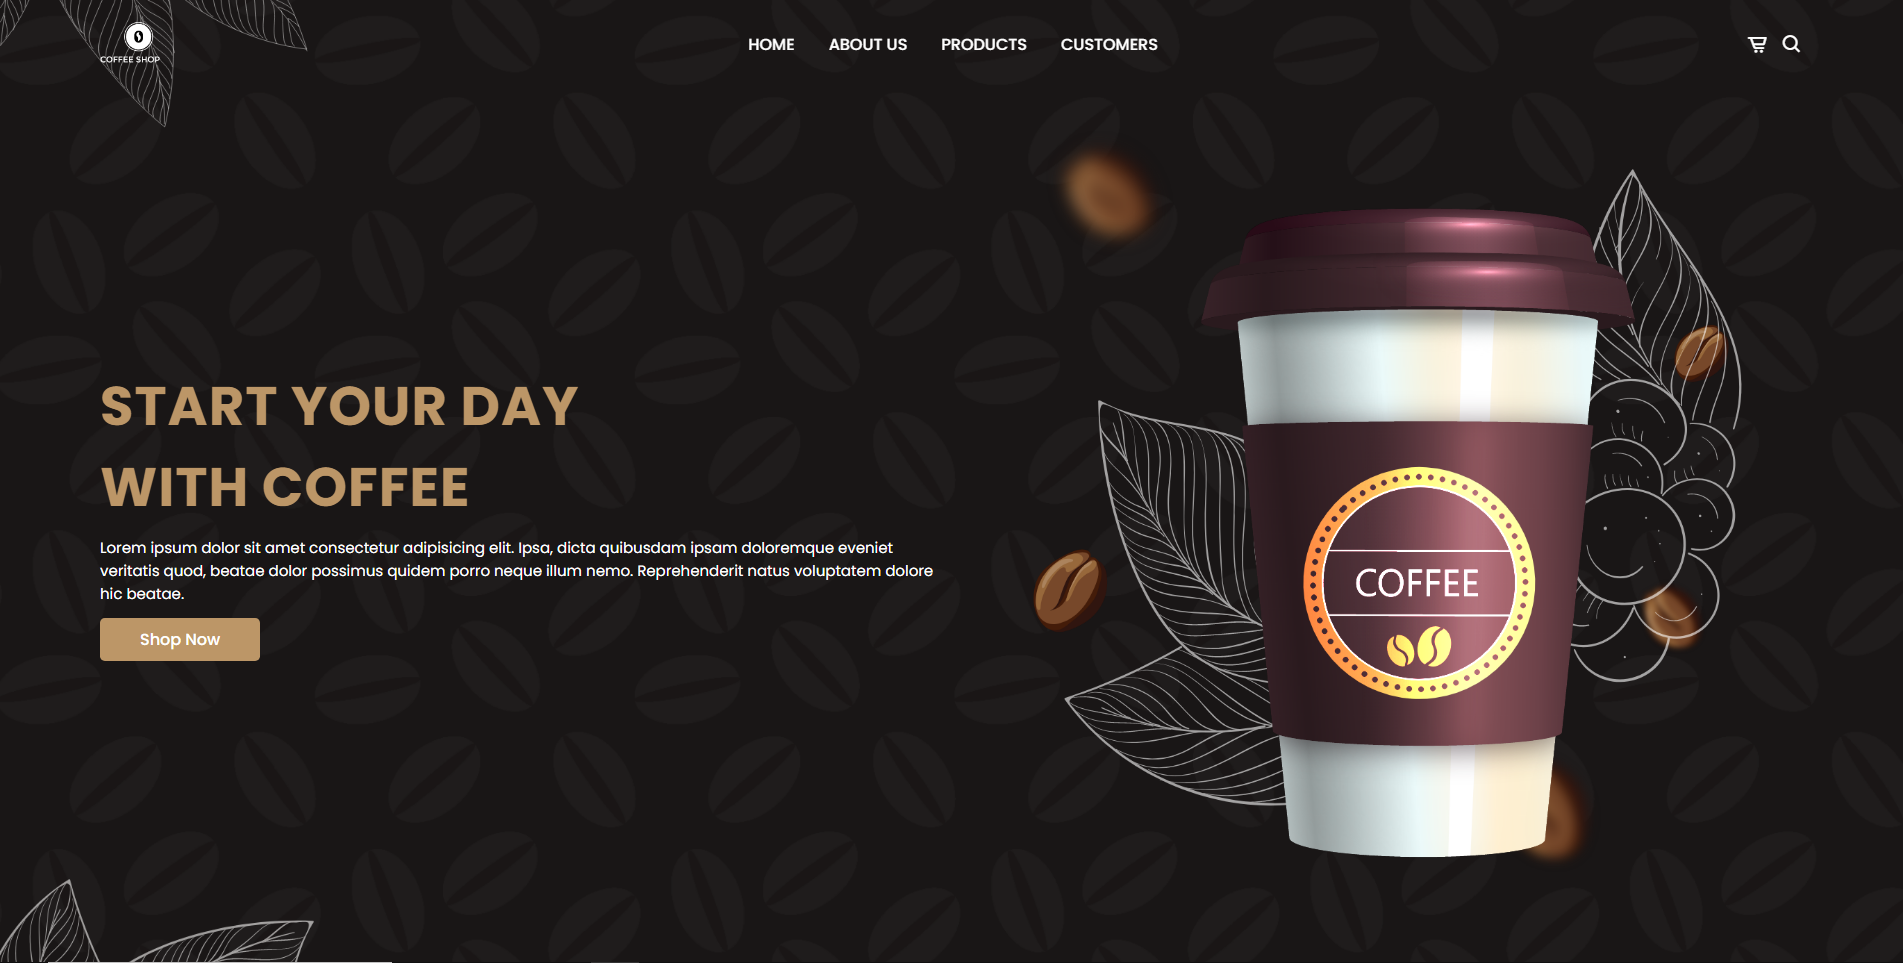 COFFEE SHOP
HOME ABOUT US PRODUCTS CUSTOMERS
START YOUR DAY
WITH COFFEE
Lorem ipsum dolor sit amet consectetur adipisicing elit. Ipsa, dicta quibusdam ipsam doloremque eveniet
veritatis quod, beatae dolor possimus quidem porro neque illum nemo. Reprehenderit natus voluptatem dolore
hic beatae.
Shop Now
COFFEE